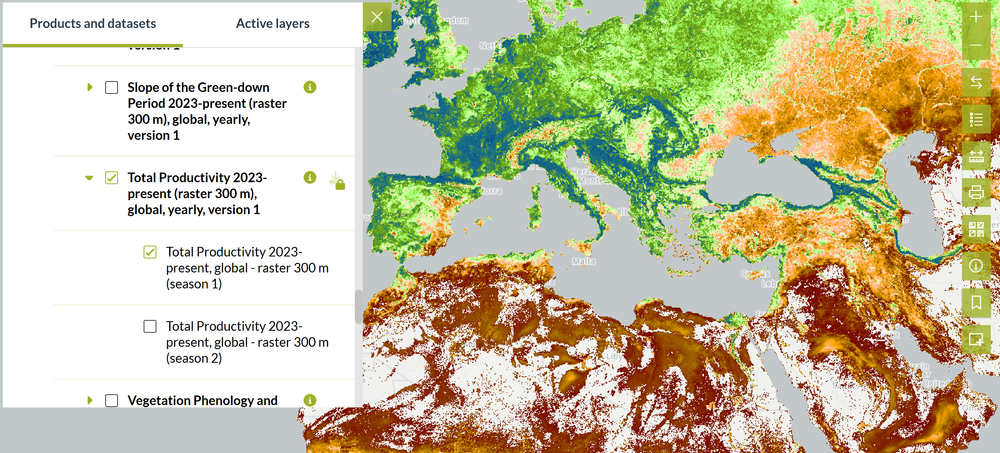 Products and datasets
Active layers
version 1
Slope of the Green-down
Period 2023-present (raster
300 m), global, yearly,
version 1
Total Productivity 2023-
present (raster 300 m),
global, yearly, version 1
Total Productivity 2023-
present, global - raster 300 m
(season 1)
Total Productivity 2023-
present, global - raster 300 m
(season 2)
Vegetation Phenology and
Malta